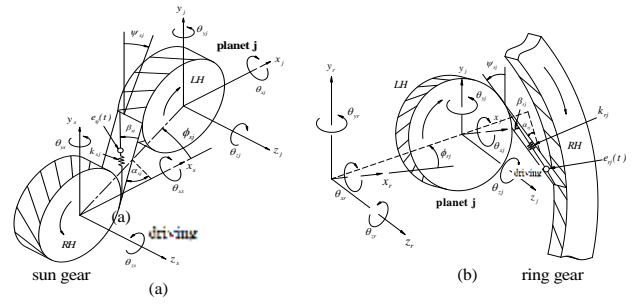 y_j
ψ_sj
θ_yj
planet j
x_j
LH
θ_xj
y_s
e_sj(t)
β_sj
ϕ_sj
θ_ys
k_sj
x_s
θ_zj
z_j
α_sj
(a)
θ_xs
driving
RH
z_s
θ_zs
sun gear
(a)
y_r
ψ_rj
LH
y_j
θ_yj
θ_yr
β_rj
α_rj
k_rj
RH
θ_xj
ϕ_rj
e_rj(t)
driving
θ_xr
x_r
planet j
θ_zj
z_j
θ_zr
z_r
(b)
ring gear